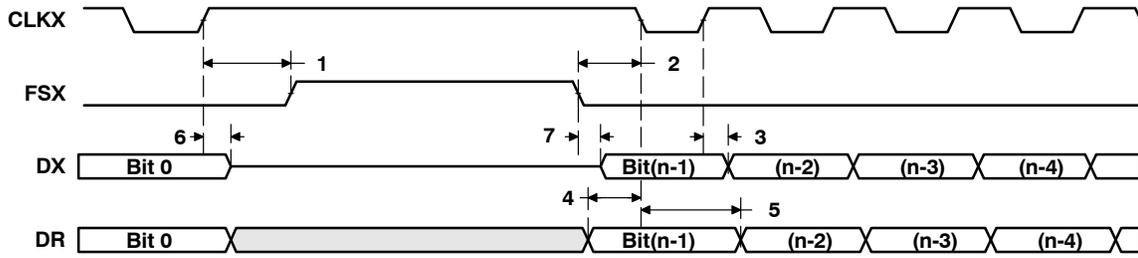 CLKX
1 2
FSX
6 7 3
DX Bit 0 Bit(n-1) (n-2) (n-3) (n-4)
4 5
DR Bit 0 Bit(n-1) (n-2) (n-3) (n-4)